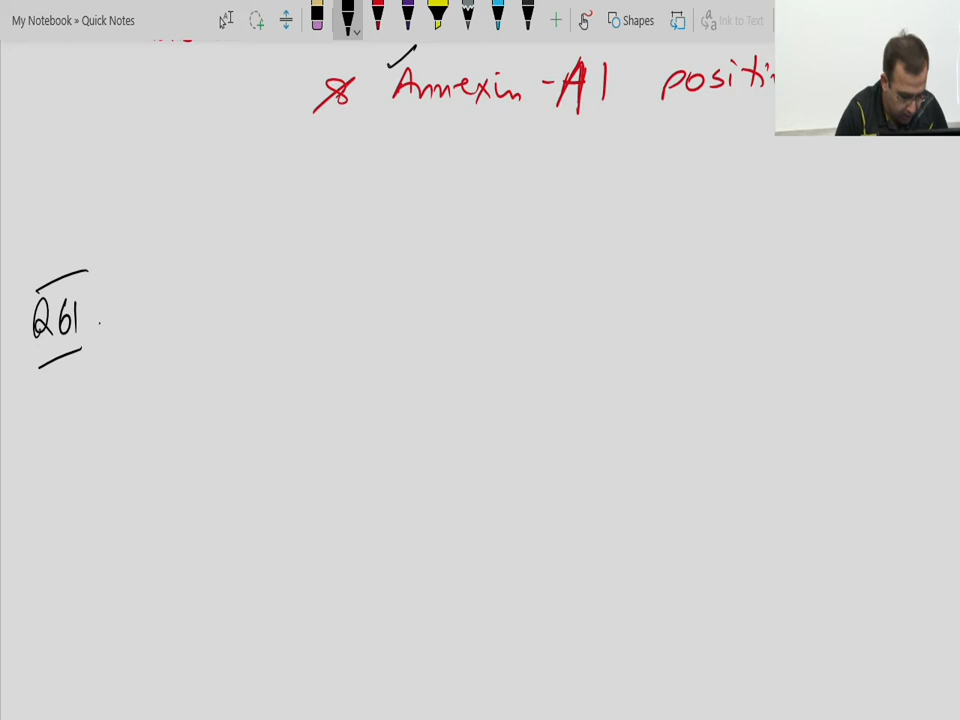 My Notebook » Quick Notes
Shapes
Ink to Text
Annexin - A1 positi
Q61.